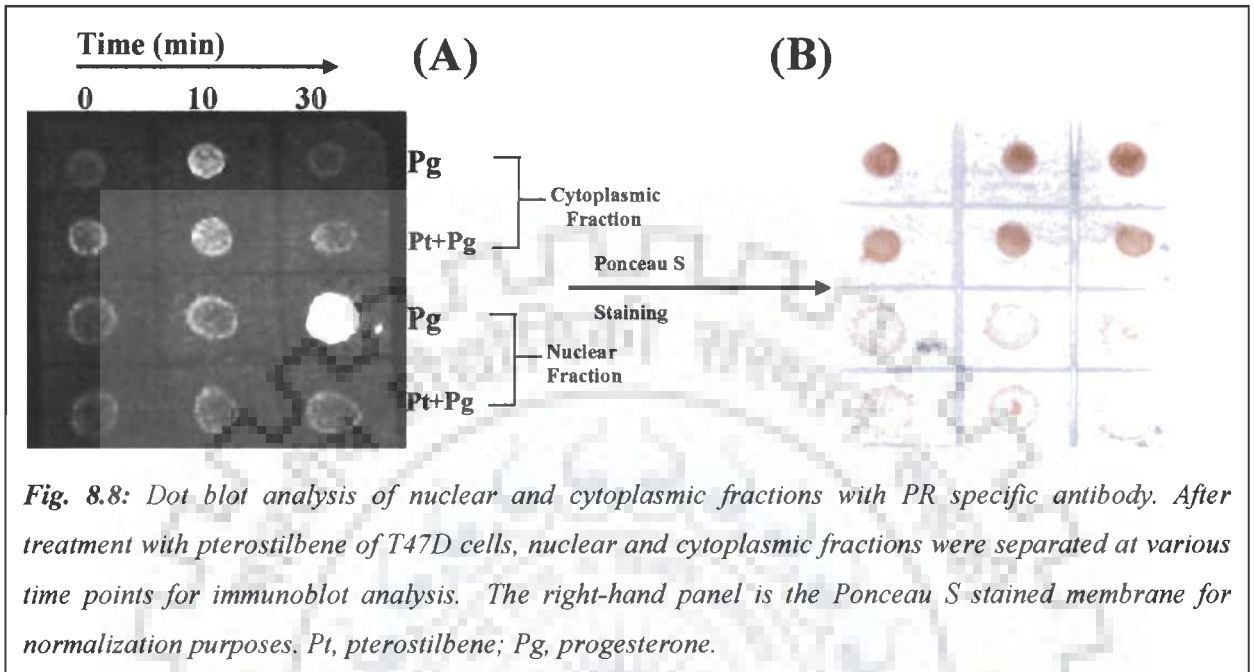 Time (min)
(A)
(B)
0 10 30
Pg
Pt+Pg
Cytoplasmic
Fraction
Pg
Pt+Pg
Nuclear
Fraction
Ponceau S
Staining
Fig. 8.8: Dot blot analysis of nuclear and cytoplasmic fractions with PR specific antibody. After
treatment with pterostilbene of T47D cells, nuclear and cytoplasmic fractions were separated at various
time points for immunoblot analysis. The right-hand panel is the Ponceau S stained membrane for
normalization purposes. Pt, pterostilbene; Pg, progesterone.